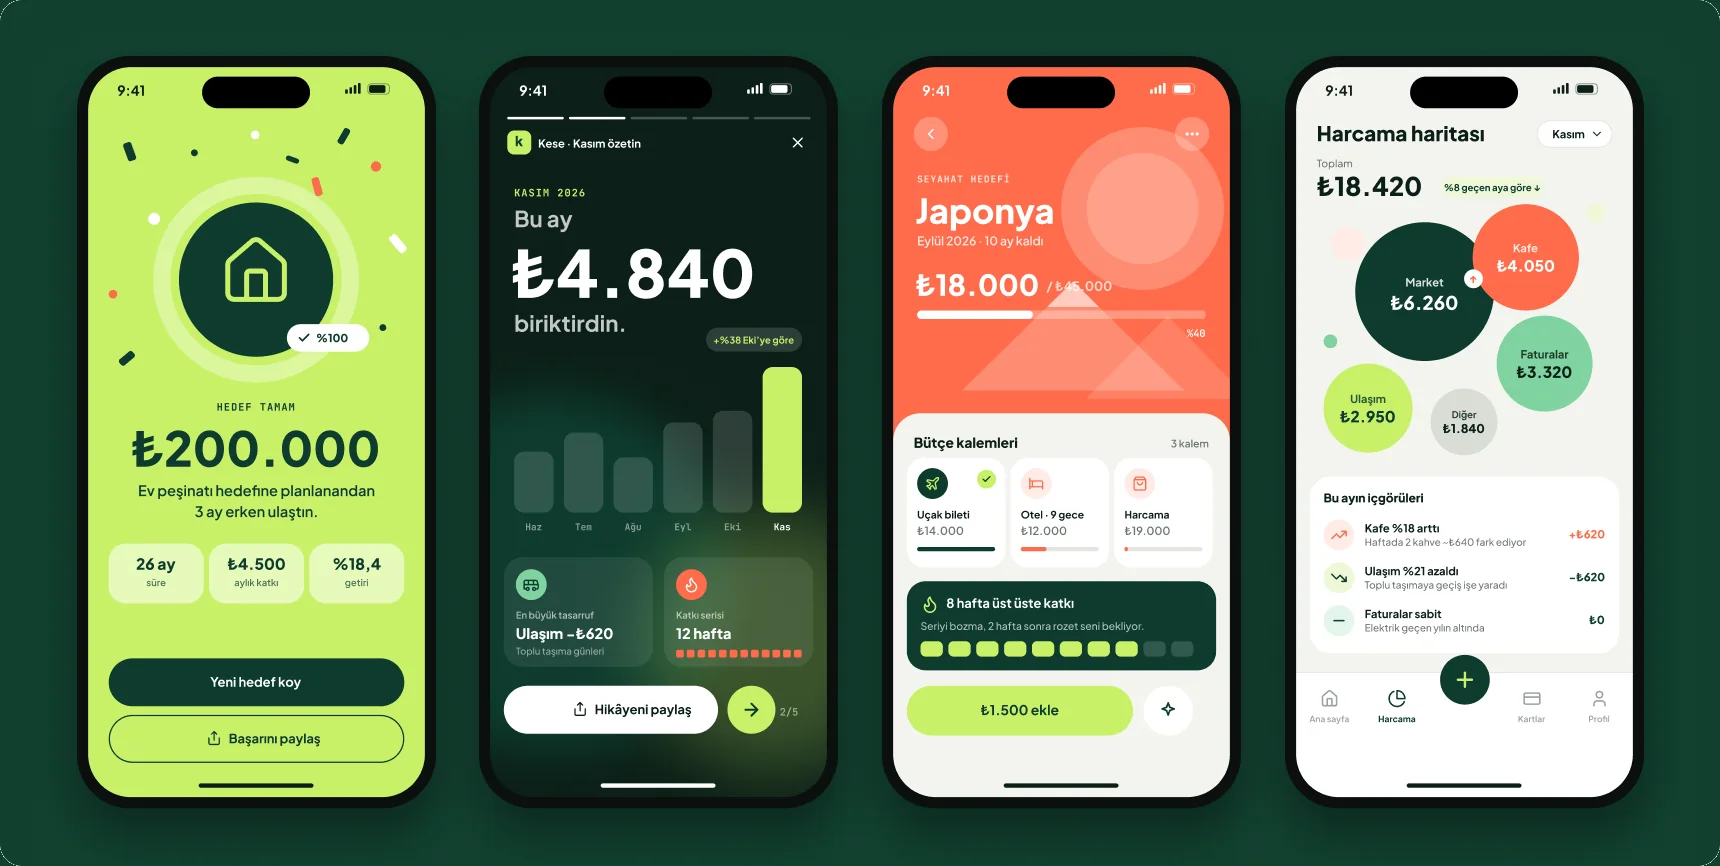 9:41
%100
HEDEF TAMAM
₺200.000
Ev peşinatı hedefine planlanandan
3 ay erken ulaştın.
26 ay
süre
₺4.500
aylık katkı
%18,4
getiri
Yeni hedef koy
Başarını paylaş
9:41
k
Kese · Kasım özetin
KASIM 2026
Bu ay
₺4.840
biriktirdin.
+%38 Eki'ye göre
Haz
Tem
Ağu
Eyl
Eki
Kas
En büyük tasarruf
Ulaşım -₺620
Toplu taşıma günleri
Katkı serisi
12 hafta
Hikâyeni paylaş
2/5
9:41
SEYAHAT HEDEFİ
Japonya
Eylül 2026 · 10 ay kaldı
₺18.000 / ₺45.000
%40
Bütçe kalemleri
3 kalem
Uçak bileti
₺14.000
Otel · 9 gece
₺12.000
Harcama
₺19.000
8 hafta üst üste katkı
Seriyi bozma, 2 hafta sonra rozet seni bekliyor.
₺1.500 ekle
9:41
Harcama haritası
Kasım
Toplam
₺18.420
%8 geçen aya göre ↓
Kafe
₺4.050
Market
₺6.260
Faturalar
₺3.320
Ulaşım
₺2.950
Diğer
₺1.840
Bu ayın içgörüleri
Kafe %18 arttı
Haftada 2 kahve ~₺640 fark ediyor
+₺620
Ulaşım %21 azaldı
Toplu taşımaya geçiş işe yaradı
-₺620
Faturalar sabit
Elektrik geçen yılın altında
₺0
Ana sayfa
Harcama
Kartlar
Profil